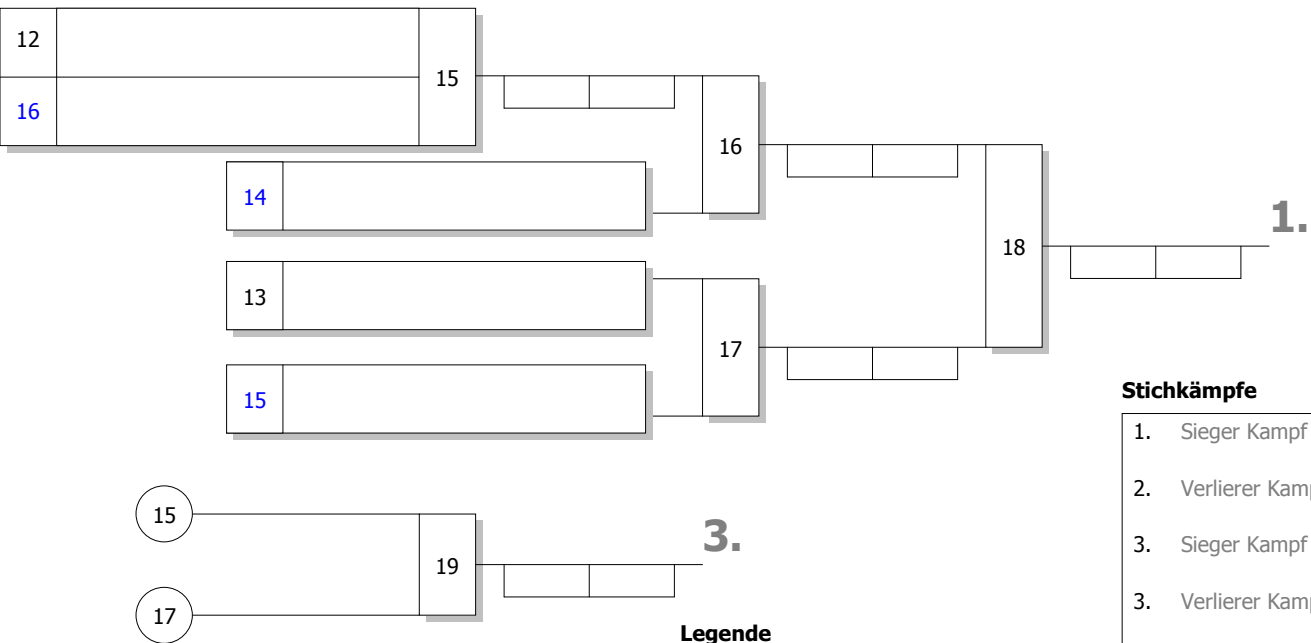 12
15
16
16
14
1.
18
13
17
15
Stichkämpfe
1. Sieger Kampf
2. Verlierer Kamp
3. Sieger Kampf
3. Verlierer Kamp
15
3.
19
17
Legende